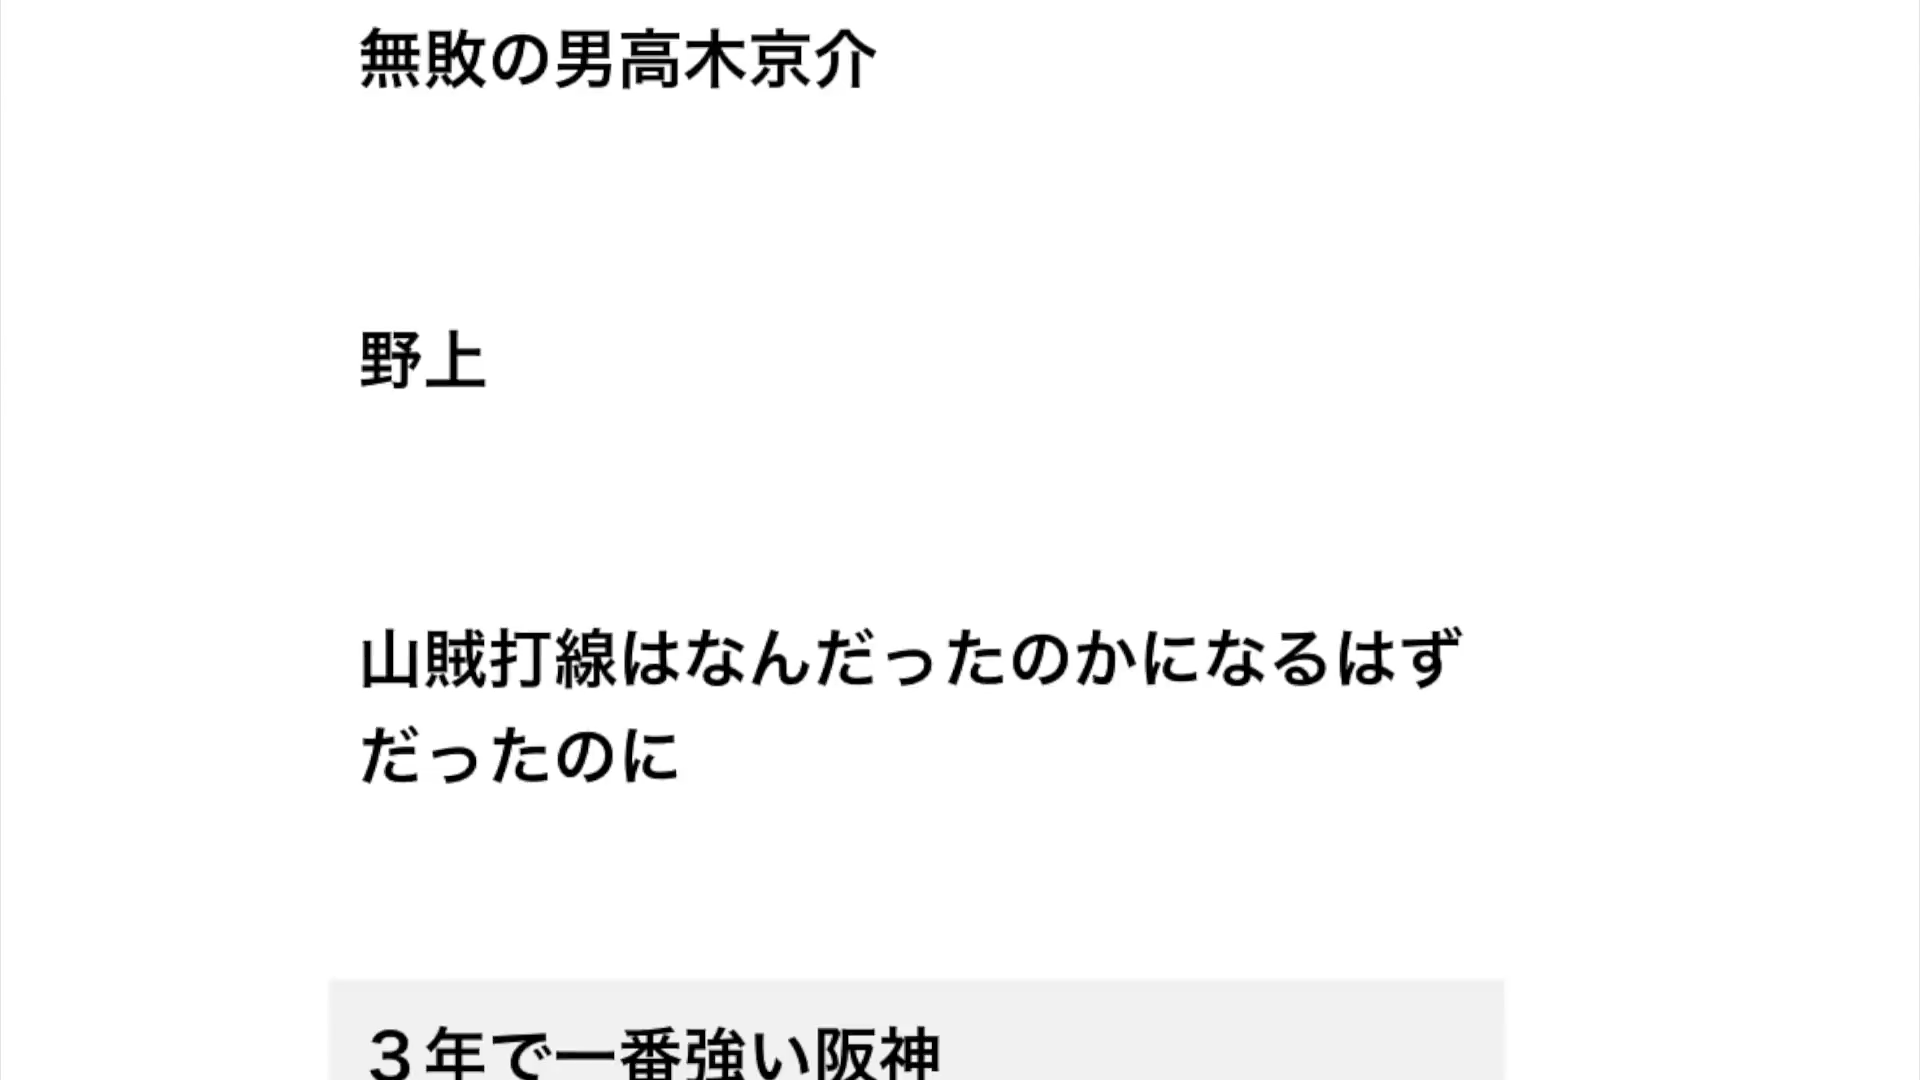 無敗の男高木京介
野上
山賊打線はなんだったのかになるはず
だったのに
３年で一番強い阪神